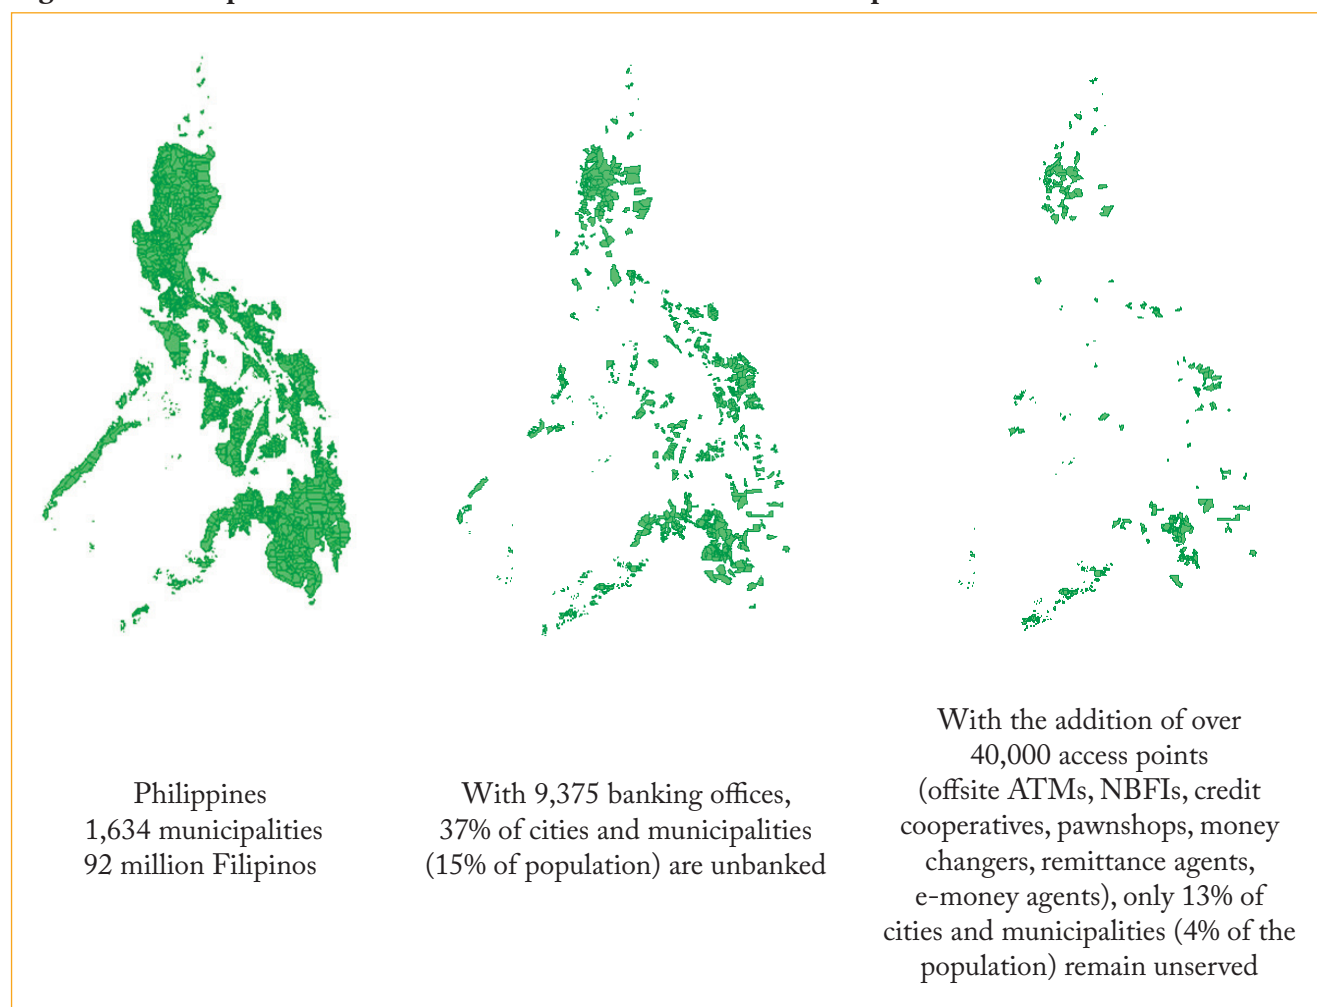 Philippines
1,634 municipalities
92 million Filipinos
With 9,375 banking offices,
37% of cities and municipalities
(15% of population) are unbanked
With the addition of over
40,000 access points
(offsite ATMs, NBFIs, credit
cooperatives, pawnshops, money
changers, remittance agents,
e-money agents), only 13% of
cities and municipalities (4% of the
population) remain unserved